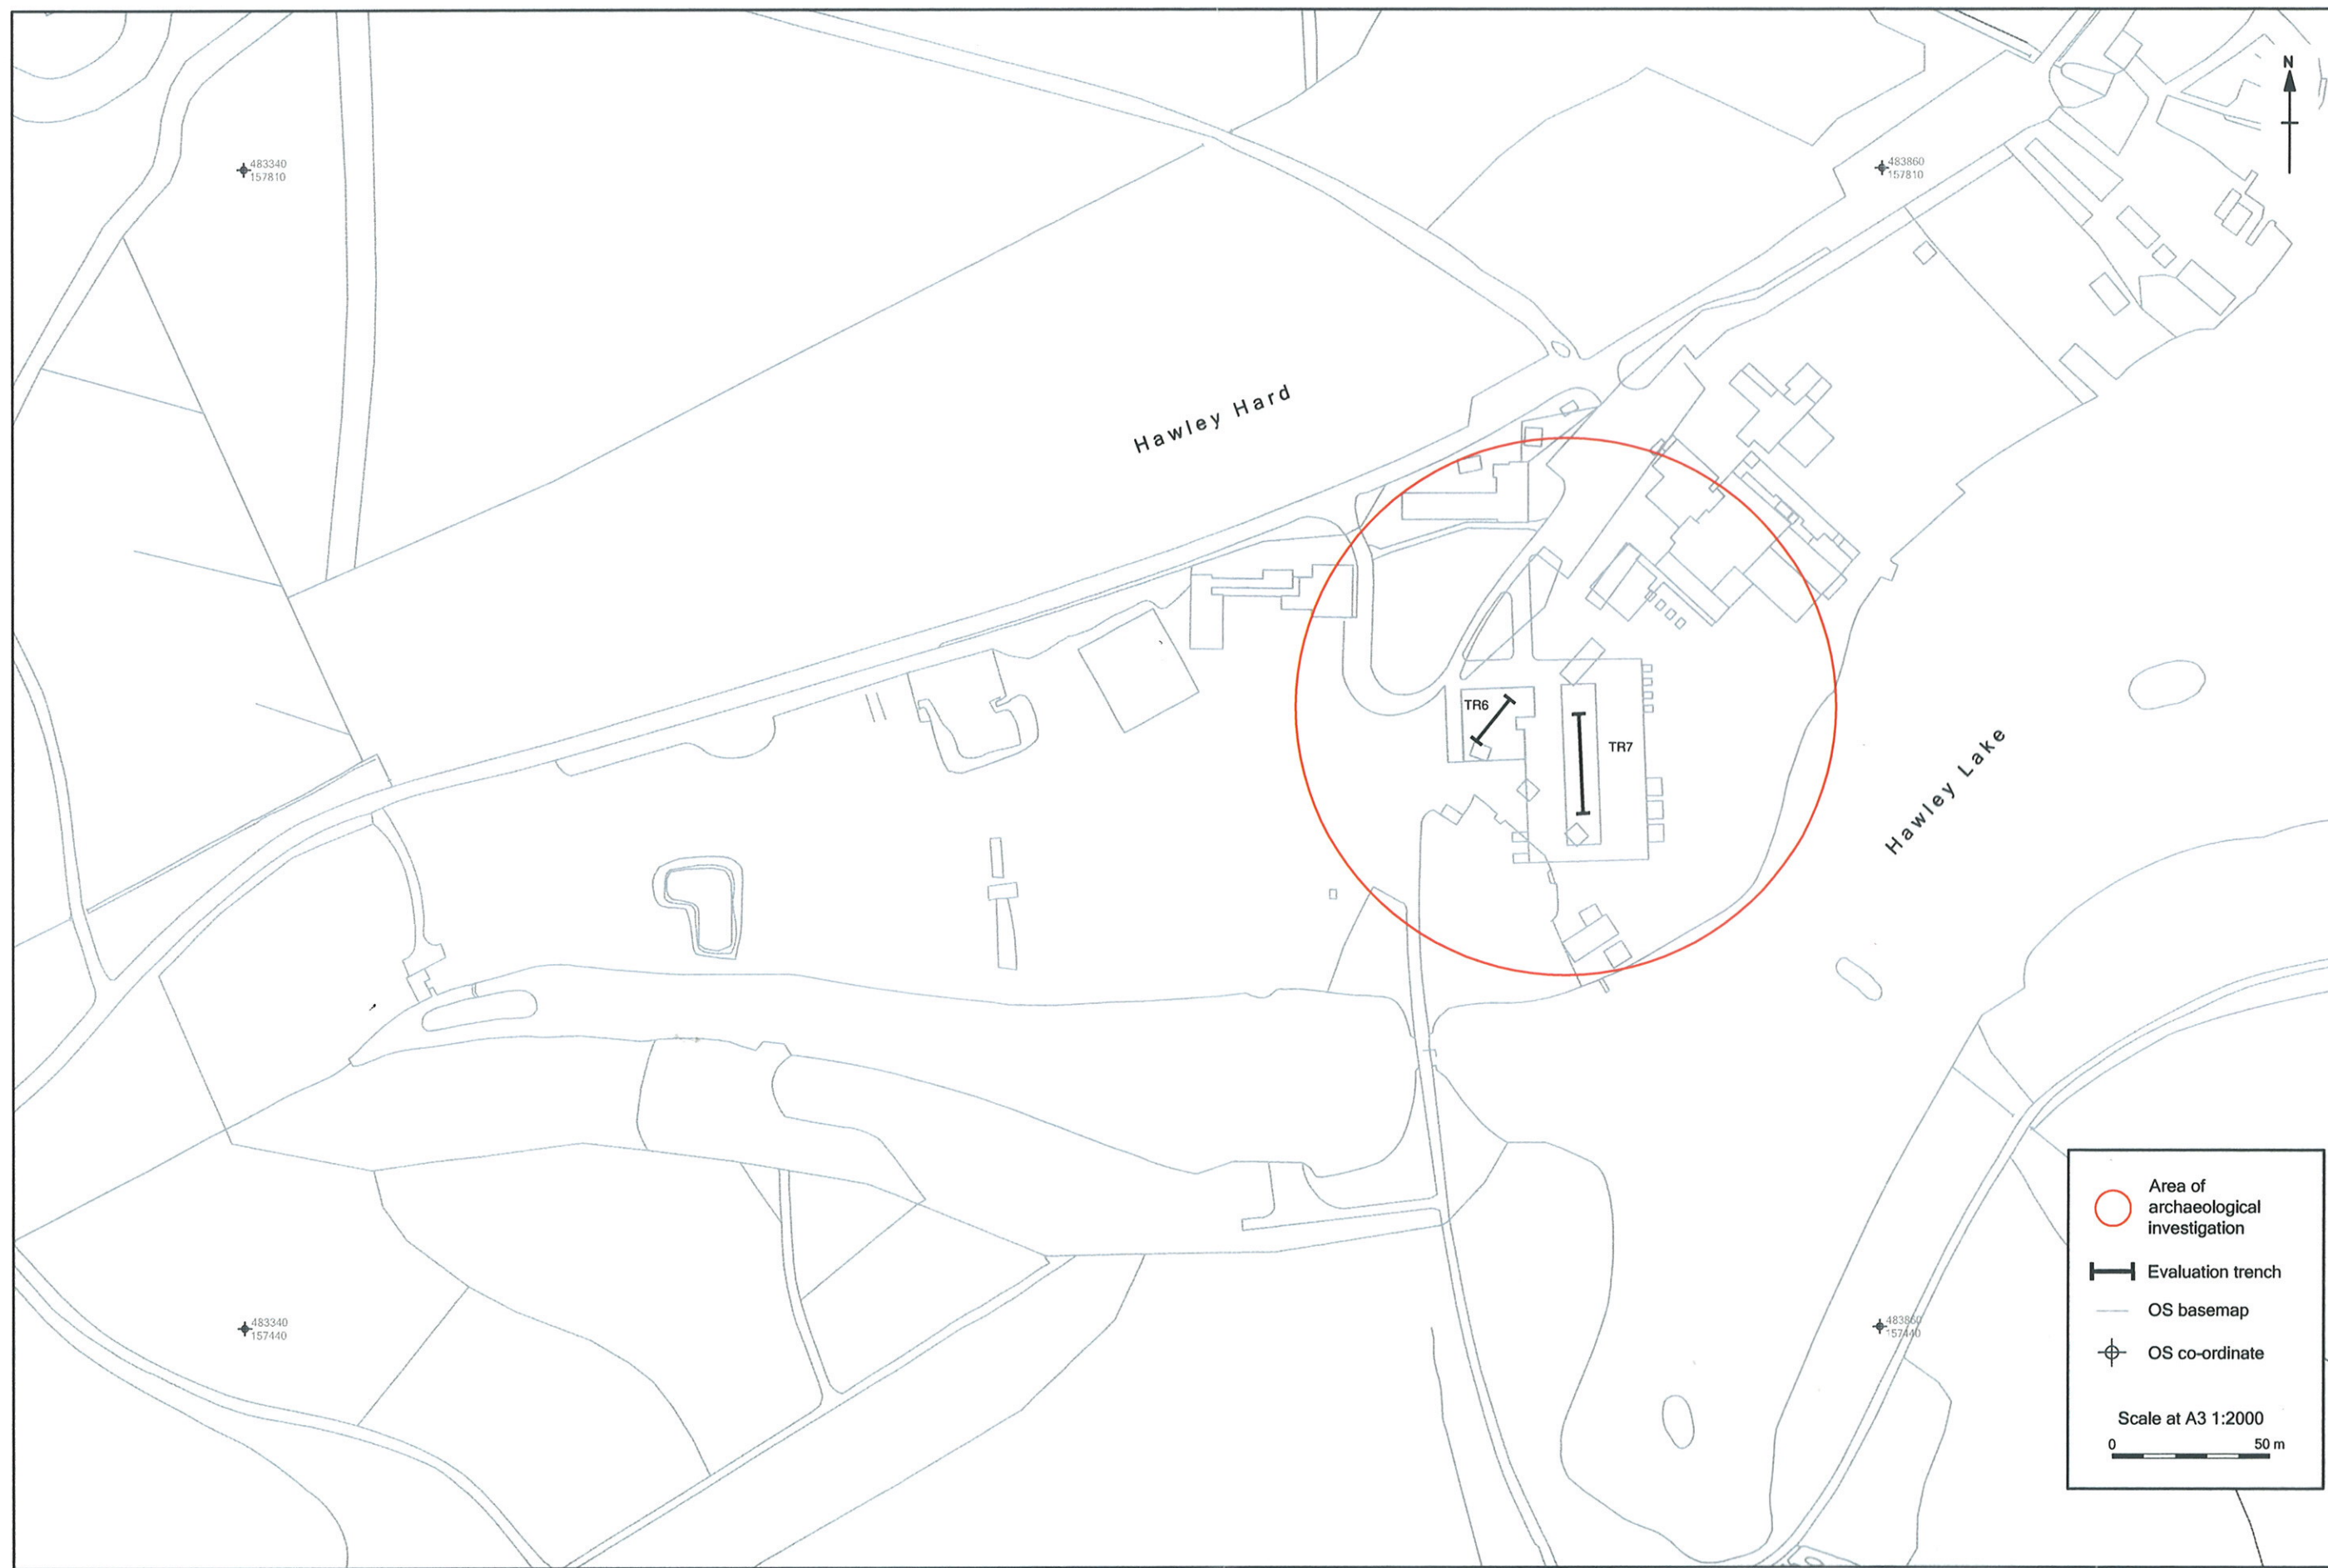 N
483340
157810
483860
157810
Hawley Hard
TR6
TR7
Hawley Lake
483340
157440
483860
157440
Area of
archaeological
investigation
Evaluation trench
OS basemap
OS co-ordinate
Scale at A3 1:2000
0 50 m